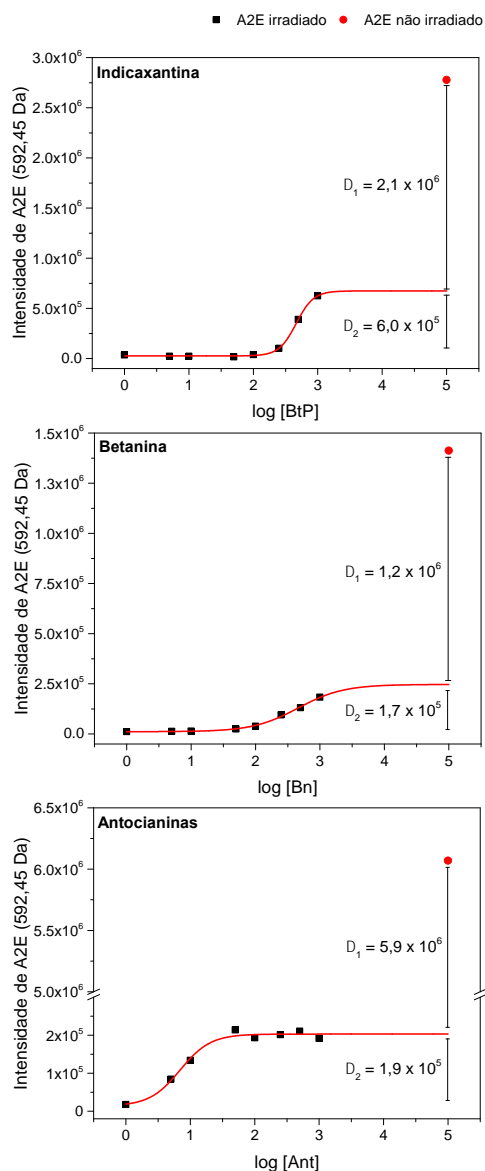 A2E irradiado A2E não irradiado
Indicaxantina
Intensidade de A2E (592,45 Da)
3.0x10⁶
2.5x10⁶
2.0x10⁶
1.5x10⁶
1.0x10⁶
5.0x10⁵
0.0
D₁ = 2,1 x 10⁶
D₂ = 6,0 x 10⁵
0 1 2 3 4 5
log [BtP]
Betanina
Intensidade de A2E (592,45 Da)
1.5x10⁶
1.3x10⁶
1.0x10⁶
7.5x10⁵
5.0x10⁵
2.5x10⁵
0.0
D₁ = 1,2 x 10⁶
D₂ = 1,7 x 10⁵
0 1 2 3 4 5
log [Bn]
Antocianinas
Intensidade de A2E (592,45 Da)
6.5x10⁶
6.0x10⁶
5.5x10⁶
5.0x10⁶
2x10⁵
1x10⁵
0
D₁ = 5,9 x 10⁶
D₂ = 1,9 x 10⁵
0 1 2 3 4 5
log [Ant]